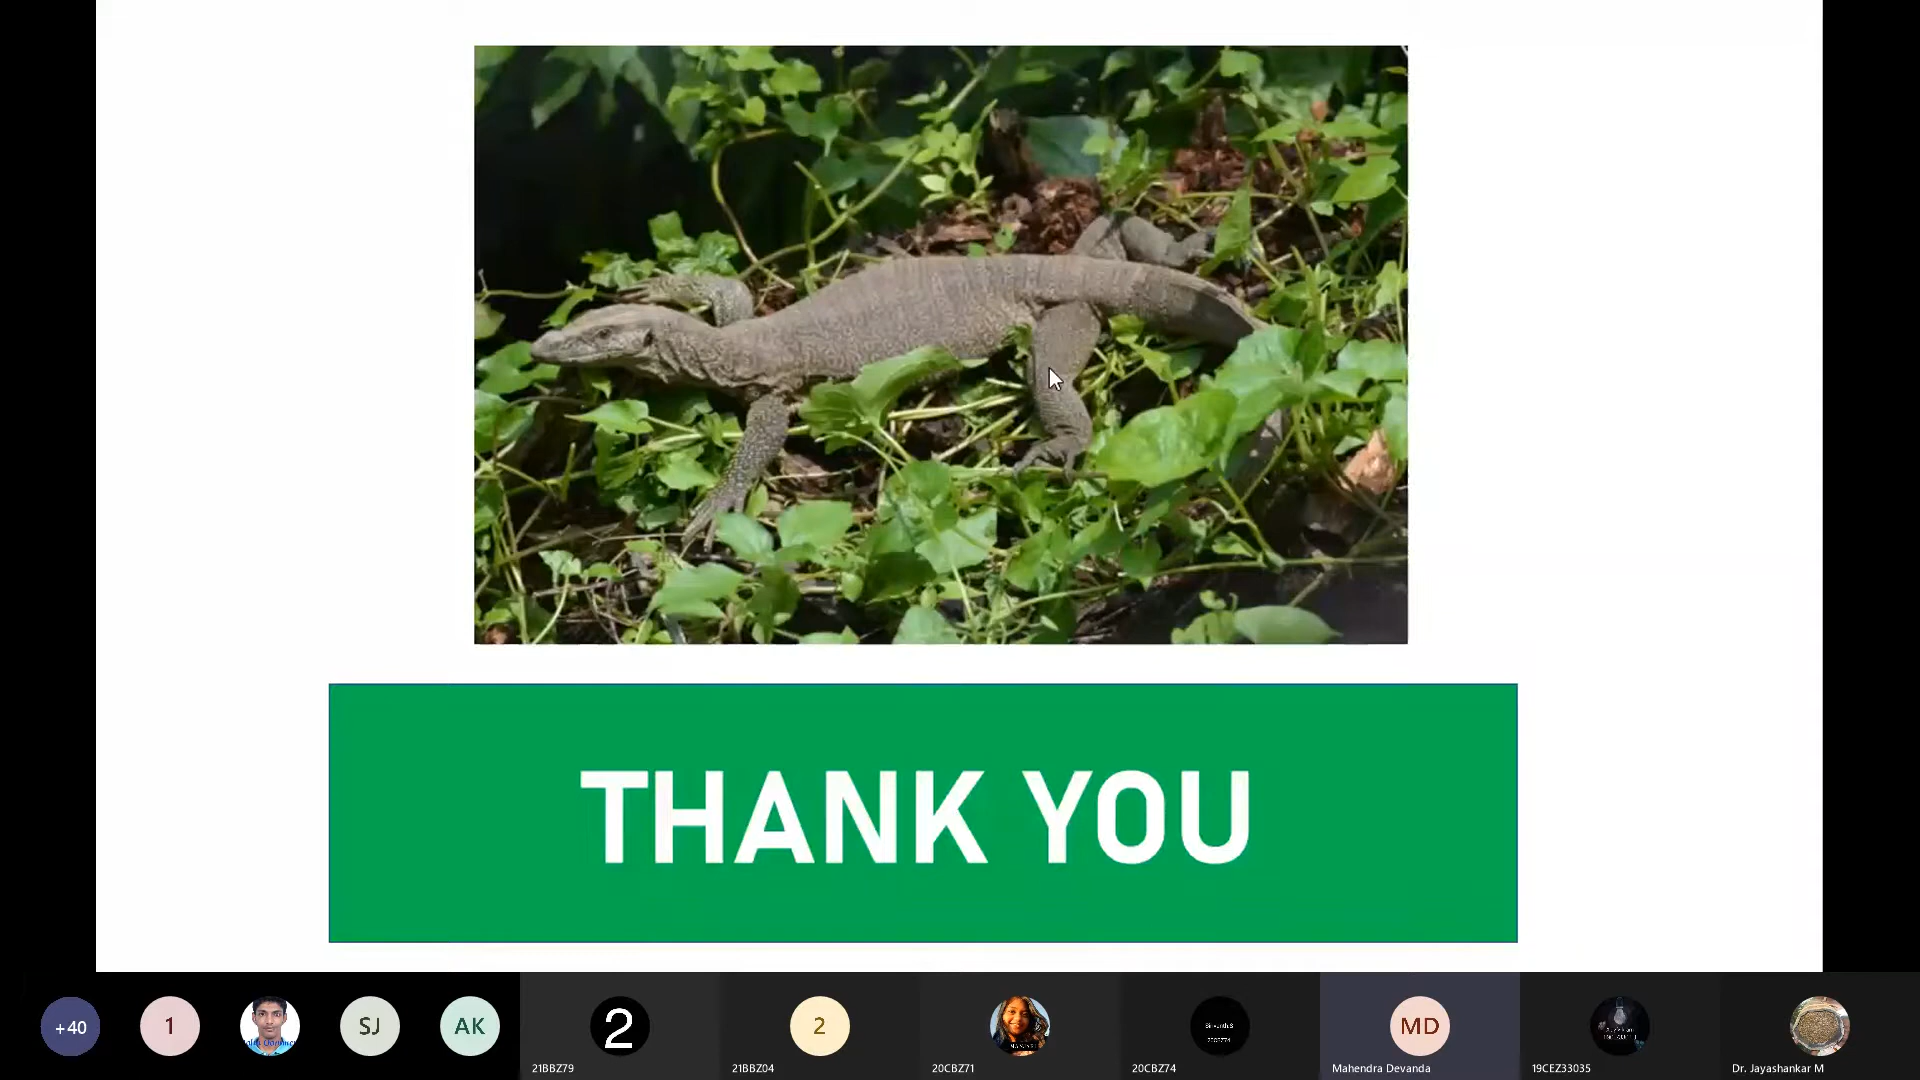 THANK YOU
+40
1
SJ
AK
2
21BBZ79
2
21BBZ04
20CBZ71
20CBZ74
MD
Mahendra Devanda
19CEZ33035
Dr. Jayashankar M